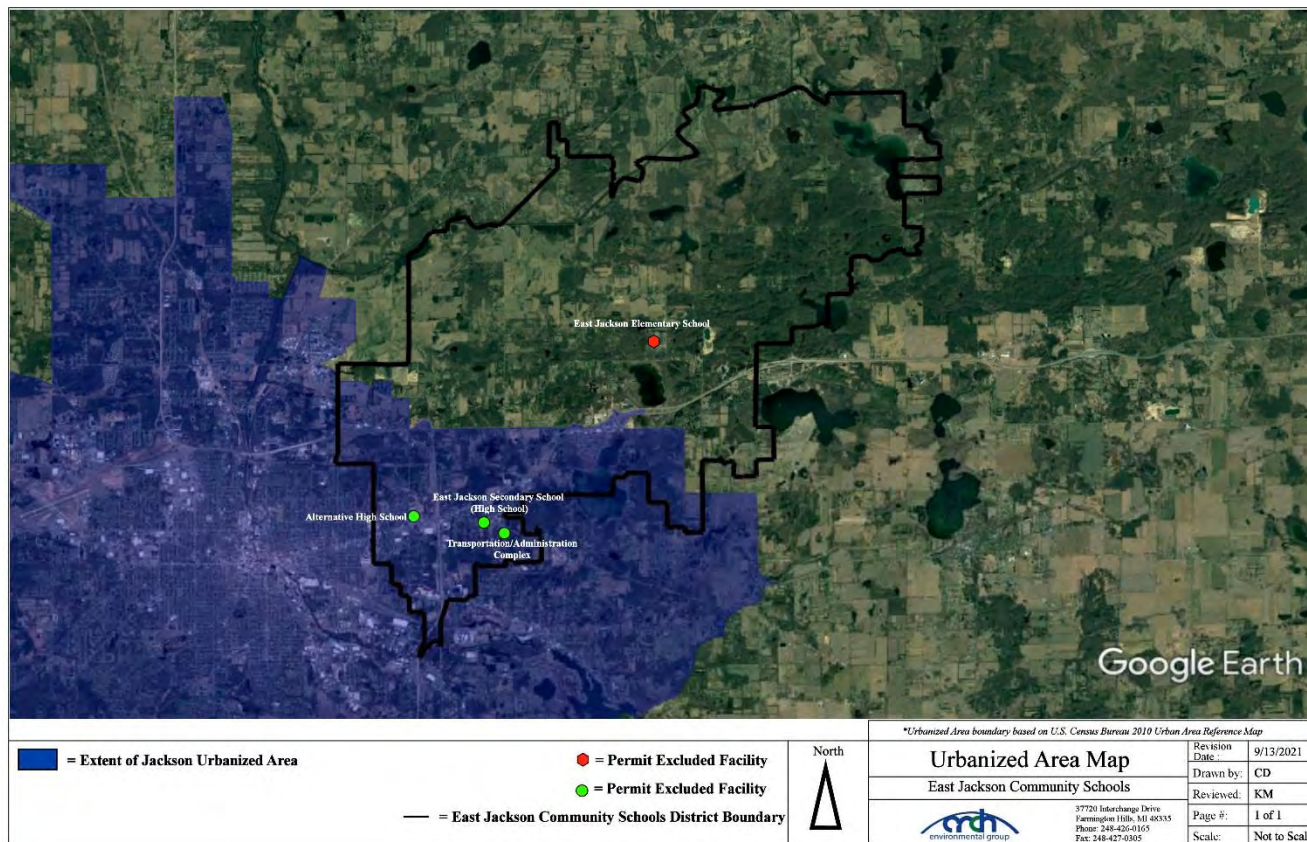 East Jackson Elementary School
East Jackson Secondary School
(High School)
Alternative High School
Transportation/Administration
Complex
Google Earth
*Urbanized Area boundary based on U.S. Census Bureau 2010 Urban Area Reference Map
= Extent of Jackson Urbanized Area
= Permit Excluded Facility
= Permit Excluded Facility
= East Jackson Community Schools District Boundary
North
Urbanized Area Map
East Jackson Community Schools
environmental group
37720 Interchange Drive
Farmington Hills, MI 48335
Phone: 248-426-0165
Fax: 248-427-0305
Revision Date : 9/13/2021
Drawn by: CD
Reviewed: KM
Page #: 1 of 1
Scale: Not to Scal